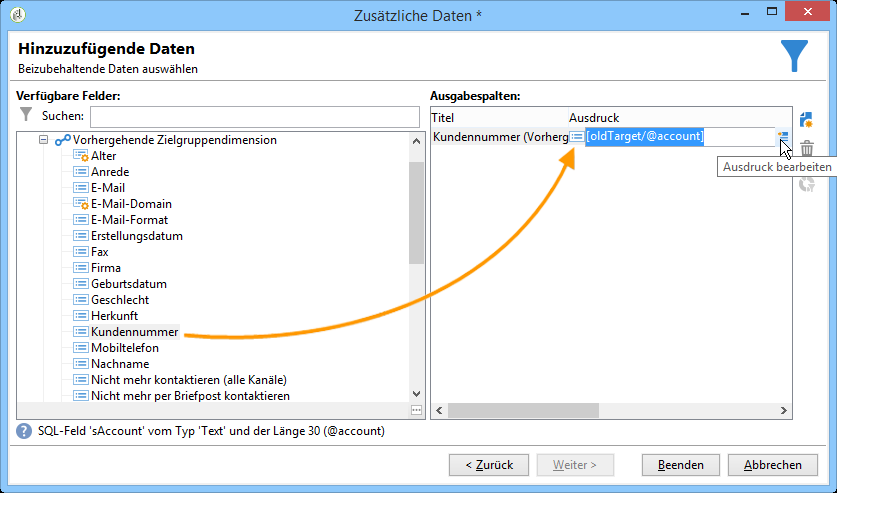 Zusätzliche Daten *
Hinzuzufügende Daten
Beizubehaltende Daten auswählen
Verfügbare Felder:
Suchen:
Vorhergehende Zielgruppendimension
Alter
Anrede
E-Mail
E-Mail-Domain
E-Mail-Format
Erstellungsdatum
Fax
Firma
Geburtsdatum
Geschlecht
Herkunft
Kundennummer
Mobiltelefon
Nachname
Nicht mehr kontaktieren (alle Kanäle)
Nicht mehr per Briefpost kontaktieren
Ausgabespalten:
Titel Ausdruck
Kundennummer (Vorherg [oldTarget/@account]
Ausdruck bearbeiten
SQL-Feld 'sAccount' vom Typ 'Text' und der Länge 30 (@account)
< Zurück Weiter > Beenden Abbrechen